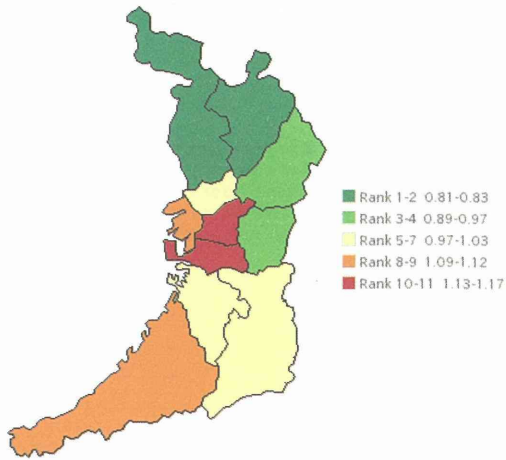 Rank 1-2 0.81-0.83
Rank 3-4 0.89-0.97
Rank 5-7 0.97-1.03
Rank 8-9 1.09-1.12
Rank 10-11 1.13-1.17